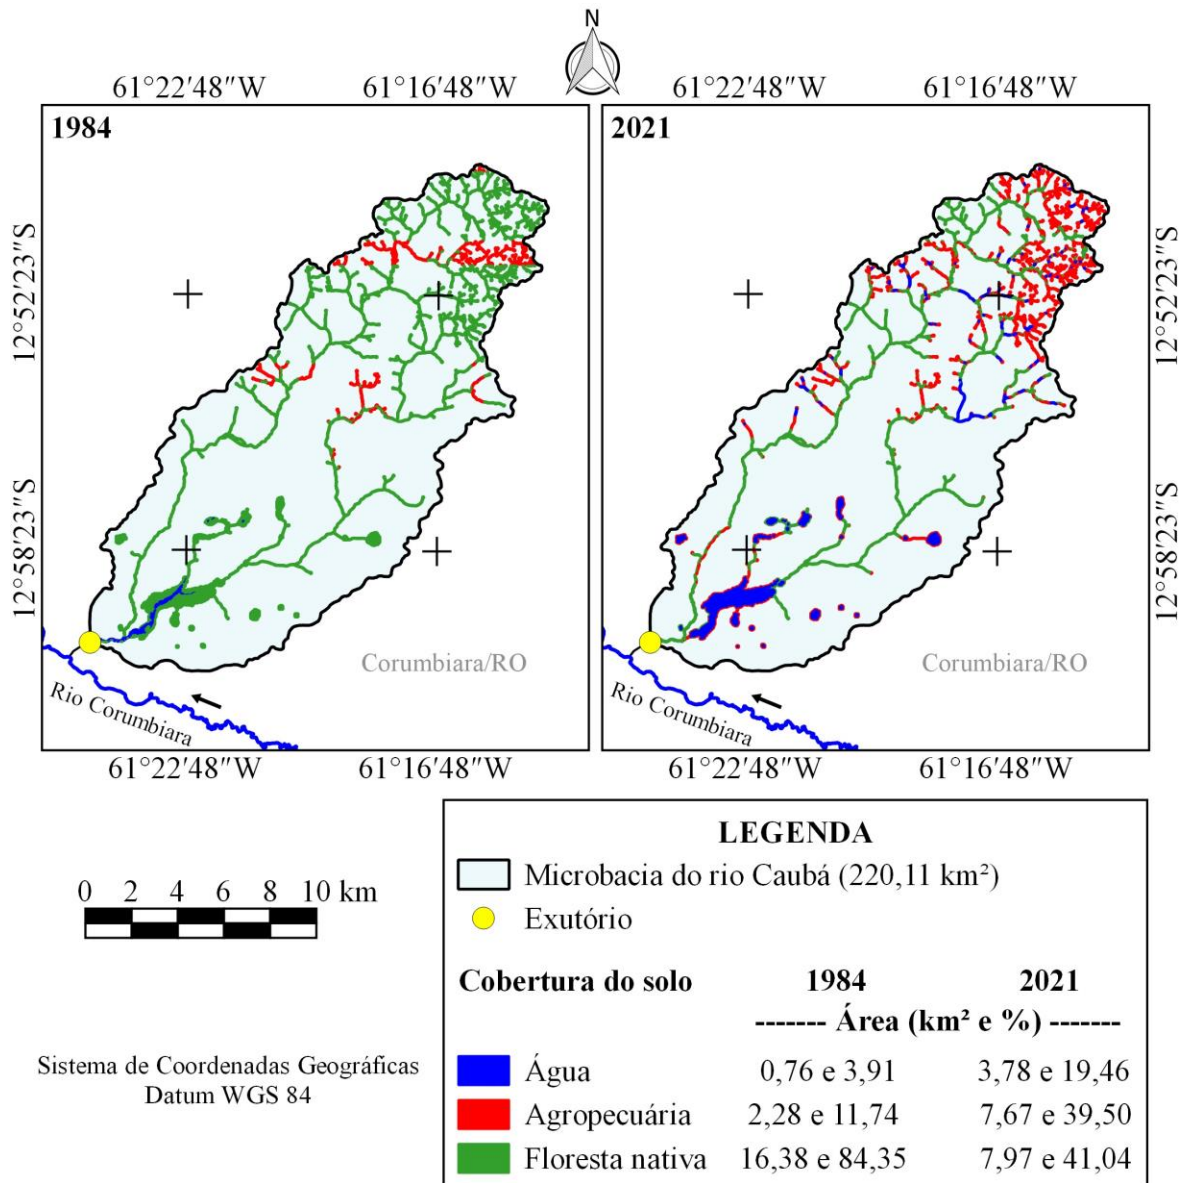 N
61°22′48″W 61°16′48″W 61°22′48″W 61°16′48″W
1984
2021
12°52′23″S
12°58′23″S
12°52′23″S
12°58′23″S
Corumbiara/RO
Rio Corumbiara
Corumbiara/RO
Rio Corumbiara
61°22′48″W 61°16′48″W 61°22′48″W 61°16′48″W
0 2 4 6 8 10 km
Sistema de Coordenadas Geográficas
Datum WGS 84
LEGENDA
Microbacia do rio Caubá (220,11 km²)
Exutório
Cobertura do solo 1984 2021
------- Área (km² e %) -------
Água 0,76 e 3,91 3,78 e 19,46
Agropecuária 2,28 e 11,74 7,67 e 39,50
Floresta nativa 16,38 e 84,35 7,97 e 41,04